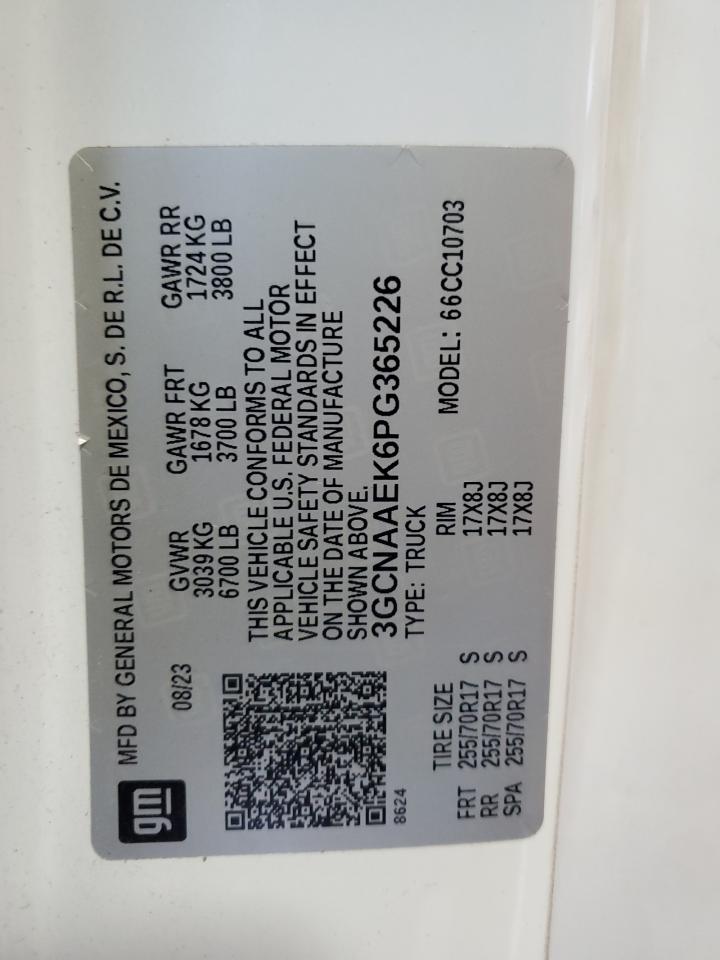 gm
MFD BY GENERAL MOTORS DE MEXICO, S. DE R.L. DE C.V.
08/23
GVWR GAWR FRT GAWR RR
3039 KG 1678 KG 1724 KG
6700 LB 3700 LB 3800 LB
THIS VEHICLE CONFORMS TO ALL
APPLICABLE U.S. FEDERAL MOTOR
VEHICLE SAFETY STANDARDS IN EFFECT
ON THE DATE OF MANUFACTURE
SHOWN ABOVE.
3GCNAAEK6PG365226
8624
TYPE: TRUCK MODEL: 66CC10703
TIRE SIZE RIM
FRT 255/70R17 S 17X8J
RR 255/70R17 S 17X8J
SPA 255/70R17 S 17X8J